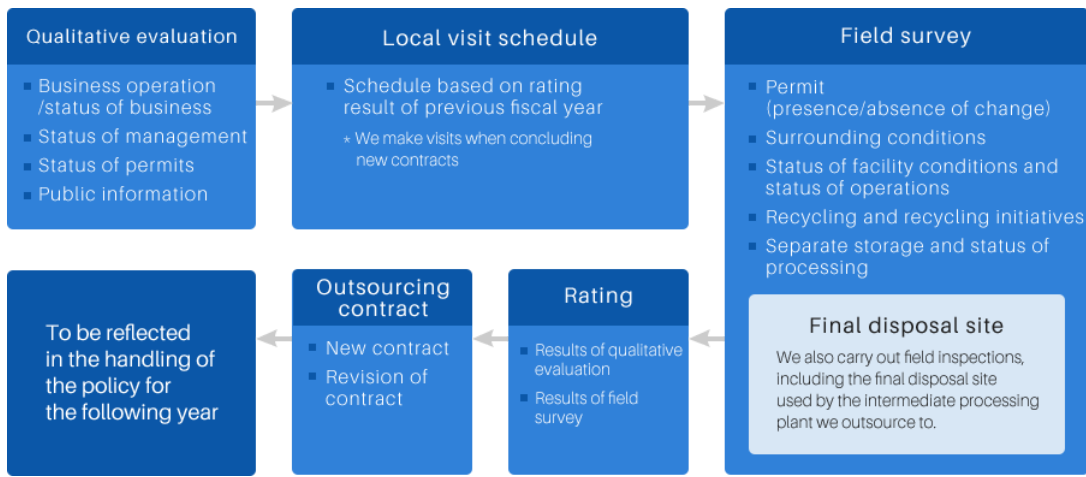 Qualitative evaluation
■ Business operation
/status of business
■ Status of management
■ Status of permits
■ Public information
Local visit schedule
■ Schedule based on rating
result of previous fiscal year
* We make visits when concluding
new contracts
Field survey
■ Permit
(presence/absence of change)
■ Surrounding conditions
■ Status of facility conditions and
status of operations
■ Recycling and recycling initiatives
■ Separate storage and status of
processing
Final disposal site
We also carry out field inspections,
including the final disposal site
used by the intermediate processing
plant we outsource to.
Rating
■ Results of qualitative
evaluation
■ Results of field
survey
Outsourcing
contract
■ New contract
■ Revision of
contract
To be reflected
in the handling of
the policy for
the following year